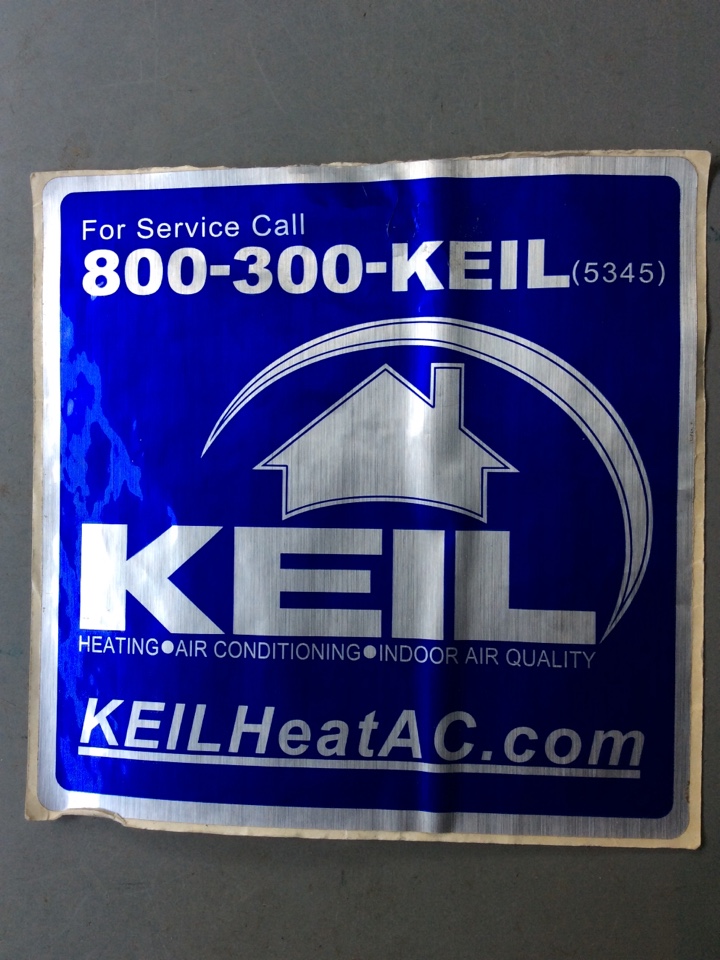 For Service Call
800-300-KEIL (5345)
KEIL
HEATING●AIR CONDITIONING●INDOOR AIR QUALITY
KEILHeatAC.com